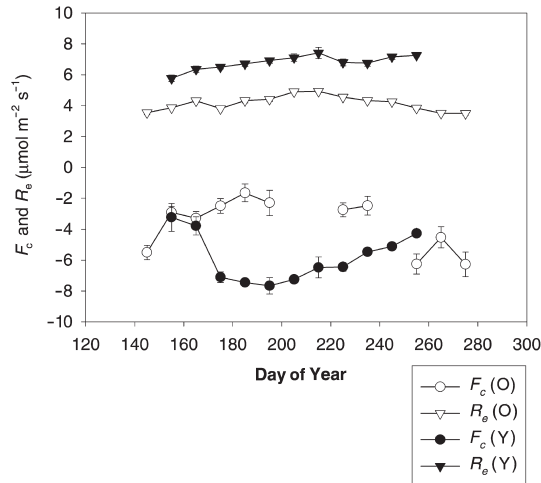 10
8
6
4
2
0
−2
−4
−6
−8
−10
Fc and Re (μmol m−2 s−1)
120 140 160 180 200 220 240 260 280 300
Day of Year
Fc (O)
Re (O)
Fc (Y)
Re (Y)